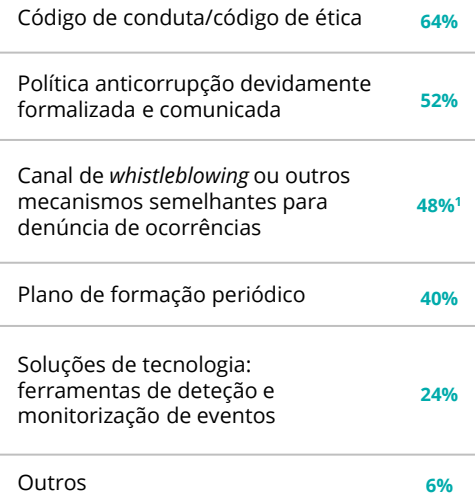 Código de conduta/código de ética 64%
Política anticorrupção devidamente
formalizada e comunicada 52%
Canal de whistleblowing ou outros
mecanismos semelhantes para
denúncia de ocorrências 48%¹
Plano de formação periódico 40%
Soluções de tecnologia:
ferramentas de deteção e
monitorização de eventos 24%
Outros 6%